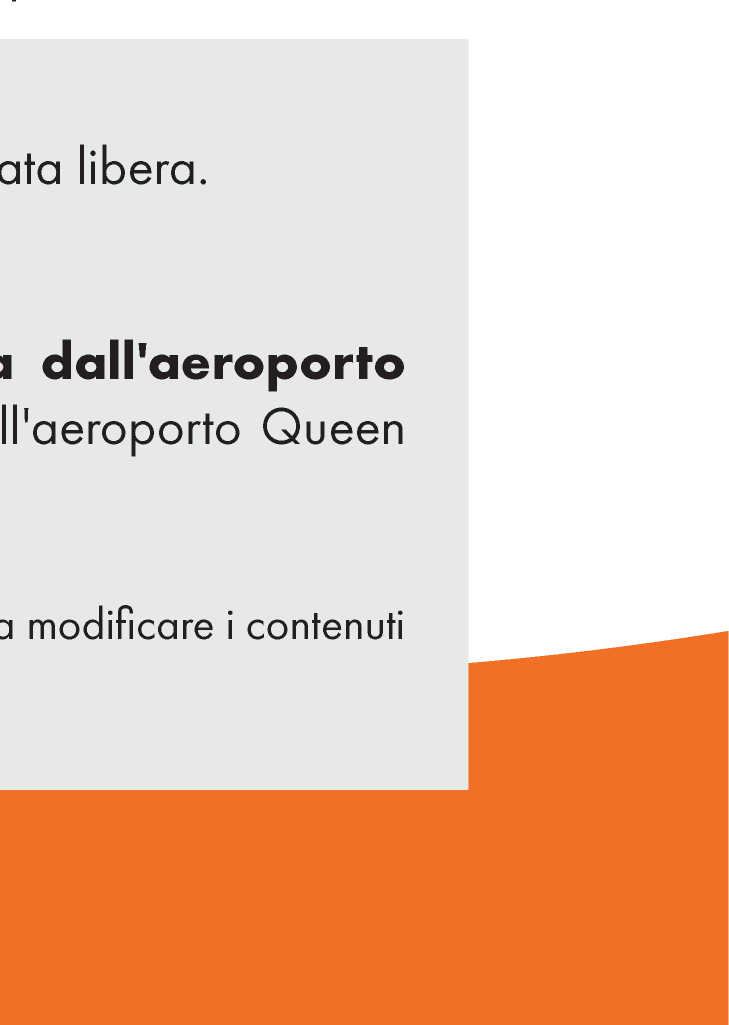 ata libera.
a dall'aeroporto
ll'aeroporto Queen
a modificare i contenuti